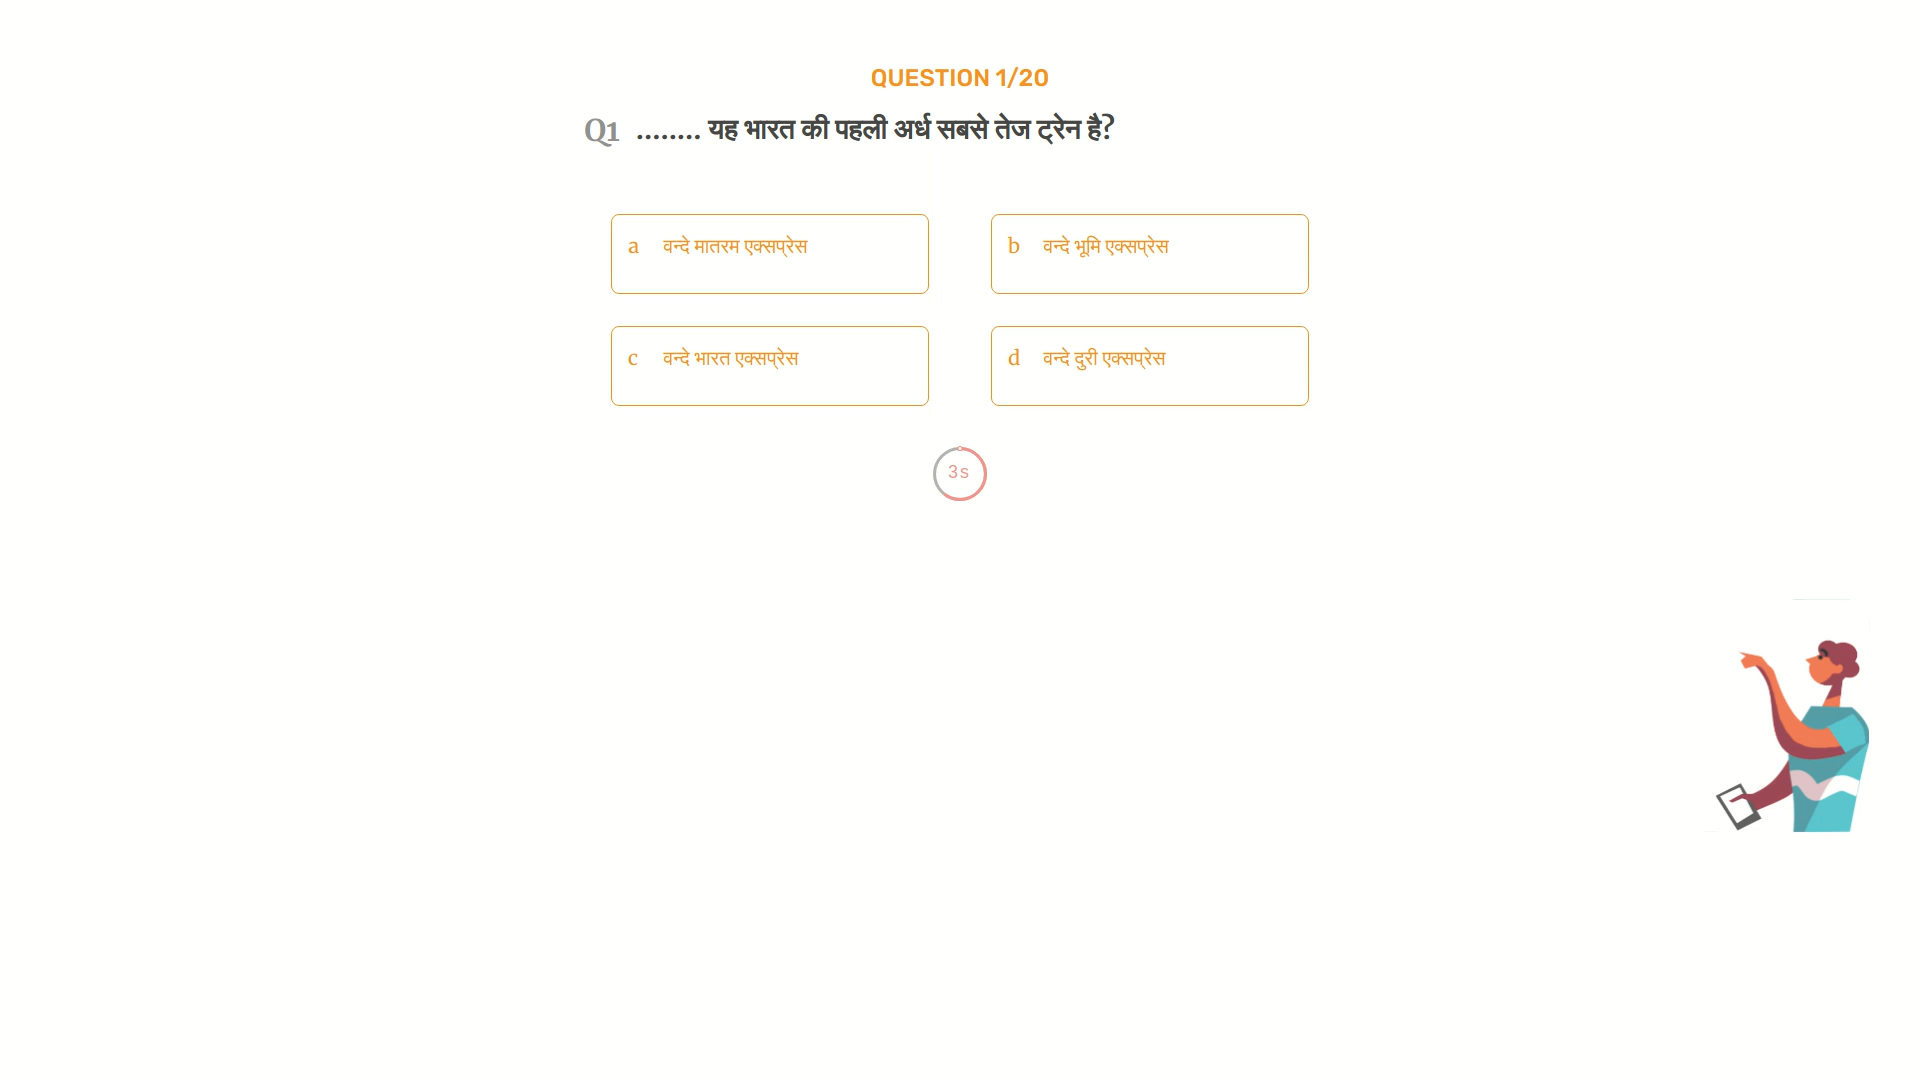 QUESTION 1/20
Q1 ........ यह भारत की पहली अर्ध सबसे तेज ट्रेन है?
a वन्दे मातरम एक्सप्रेस
b वन्दे भूमि एक्सप्रेस
c वन्दे भारत एक्सप्रेस
d वन्दे दुरी एक्सप्रेस
3s